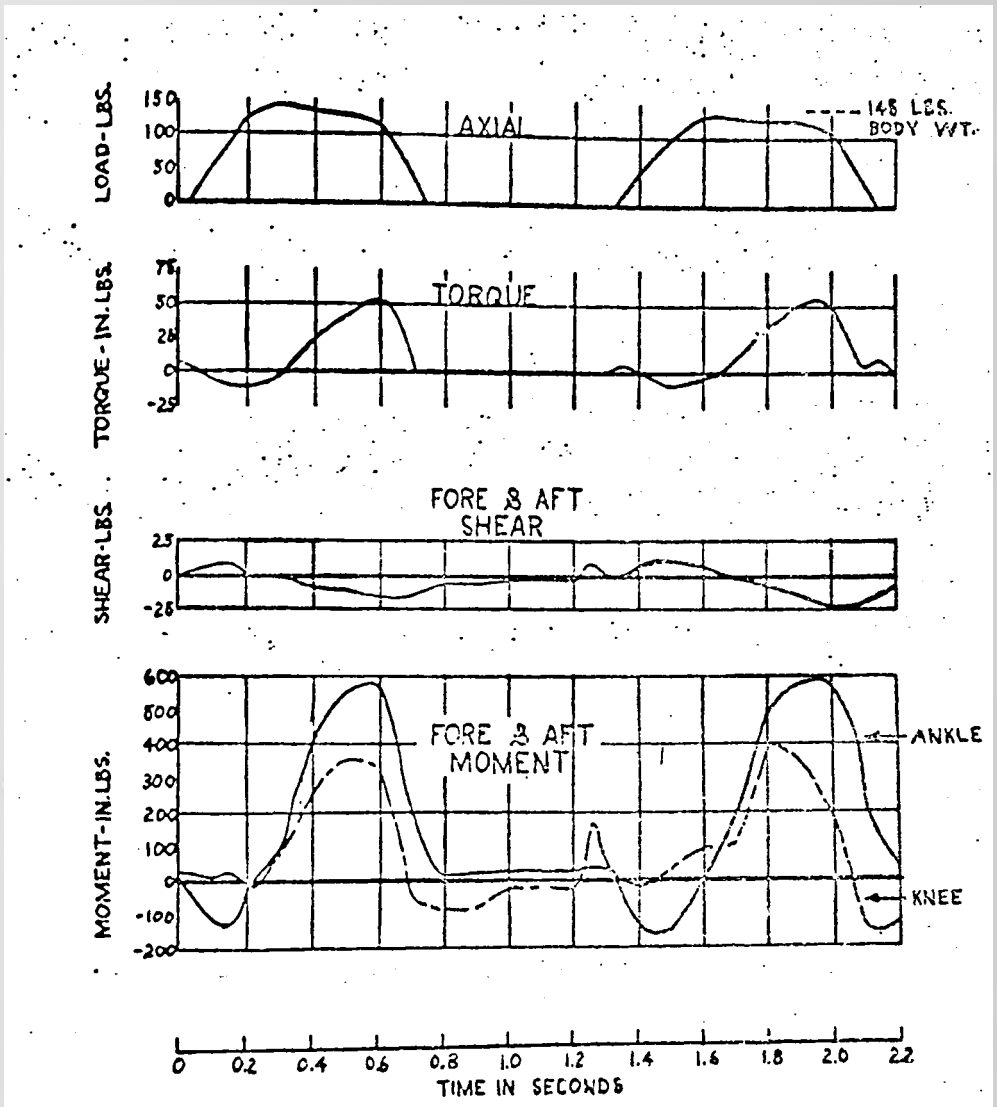 LOAD-LBS.
150
100
50
0
AXIAL
145 LBS.
BODY WT.
TORQUE-IN.LBS.
75
50
25
0
-25
TORQUE
SHEAR-LBS.
FORE & AFT
SHEAR
25
0
-25
MOMENT-IN.LBS.
600
500
400
300
200
100
0
-100
-200
FORE & AFT
MOMENT
ANKLE
KNEE
0 0.2 0.4 0.6 0.8 1.0 1.2 1.4 1.6 1.8 2.0 2.2
TIME IN SECONDS